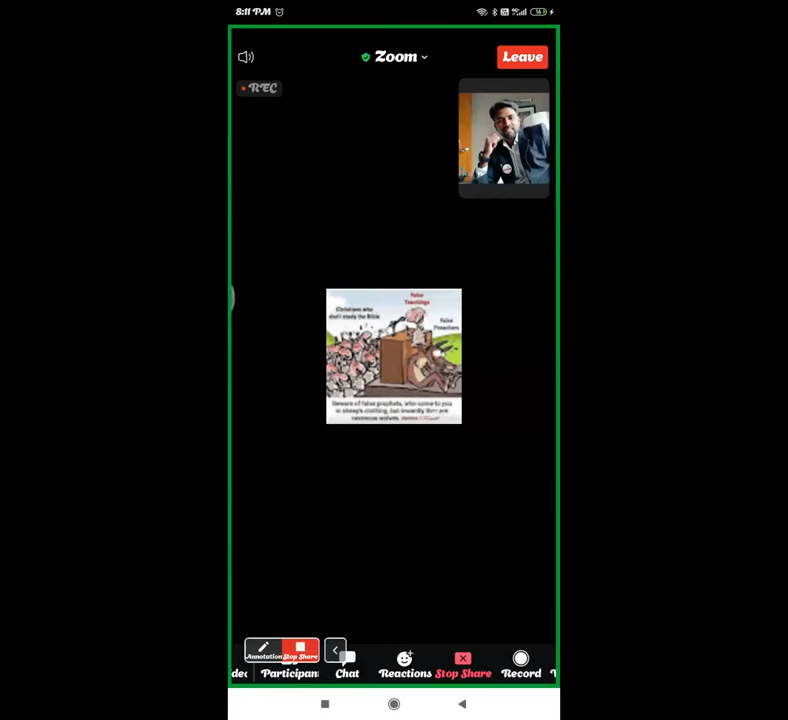 8:11 PM
Zoom
Leave
REC
Christians who
don't study the Bible
False
Teachings
False
Preachers
Beware of false prophets, who come to you
in sheep's clothing, but inwardly they are
ravenous wolves.
Annotation
Stop Share
Participan
Chat
Reactions
Stop Share
Record